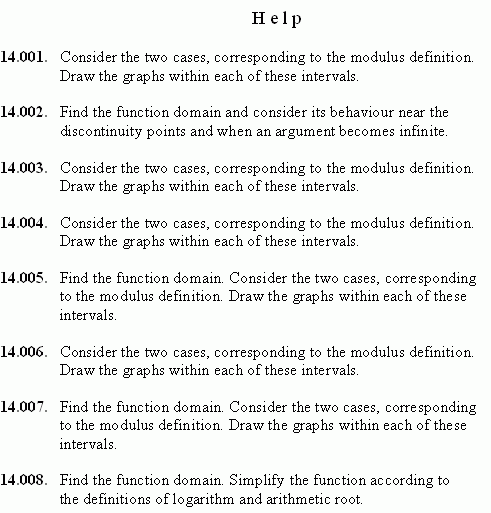 Help
14.001. Consider the two cases, corresponding to the modulus definition.
Draw the graphs within each of these intervals.
14.002. Find the function domain and consider its behaviour near the
discontinuity points and when an argument becomes infinite.
14.003. Consider the two cases, corresponding to the modulus definition.
Draw the graphs within each of these intervals.
14.004. Consider the two cases, corresponding to the modulus definition.
Draw the graphs within each of these intervals.
14.005. Find the function domain. Consider the two cases, corresponding
to the modulus definition. Draw the graphs within each of these
intervals.
14.006. Consider the two cases, corresponding to the modulus definition.
Draw the graphs within each of these intervals.
14.007. Find the function domain. Consider the two cases, corresponding
to the modulus definition. Draw the graphs within each of these
intervals.
14.008. Find the function domain. Simplify the function according to
the definitions of logarithm and arithmetic root.